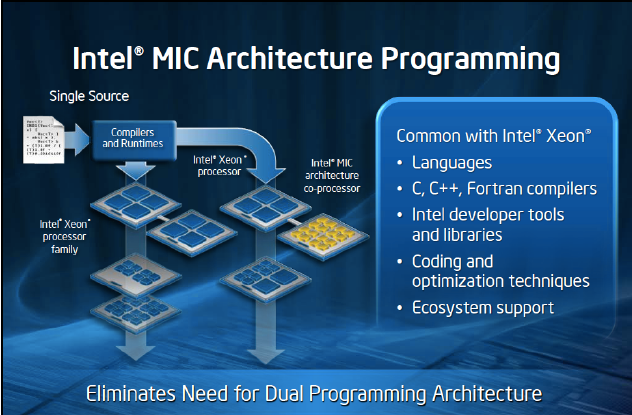 Intel® MIC Architecture Programming
Single Source
Compilers
and Runtimes
Intel® Xeon®
processor
Intel® MIC
architecture
co-processor
Intel® Xeon®
processor
family
Common with Intel® Xeon®
• Languages
• C, C++, Fortran compilers
• Intel developer tools
and libraries
• Coding and
optimization techniques
• Ecosystem support
Eliminates Need for Dual Programming Architecture